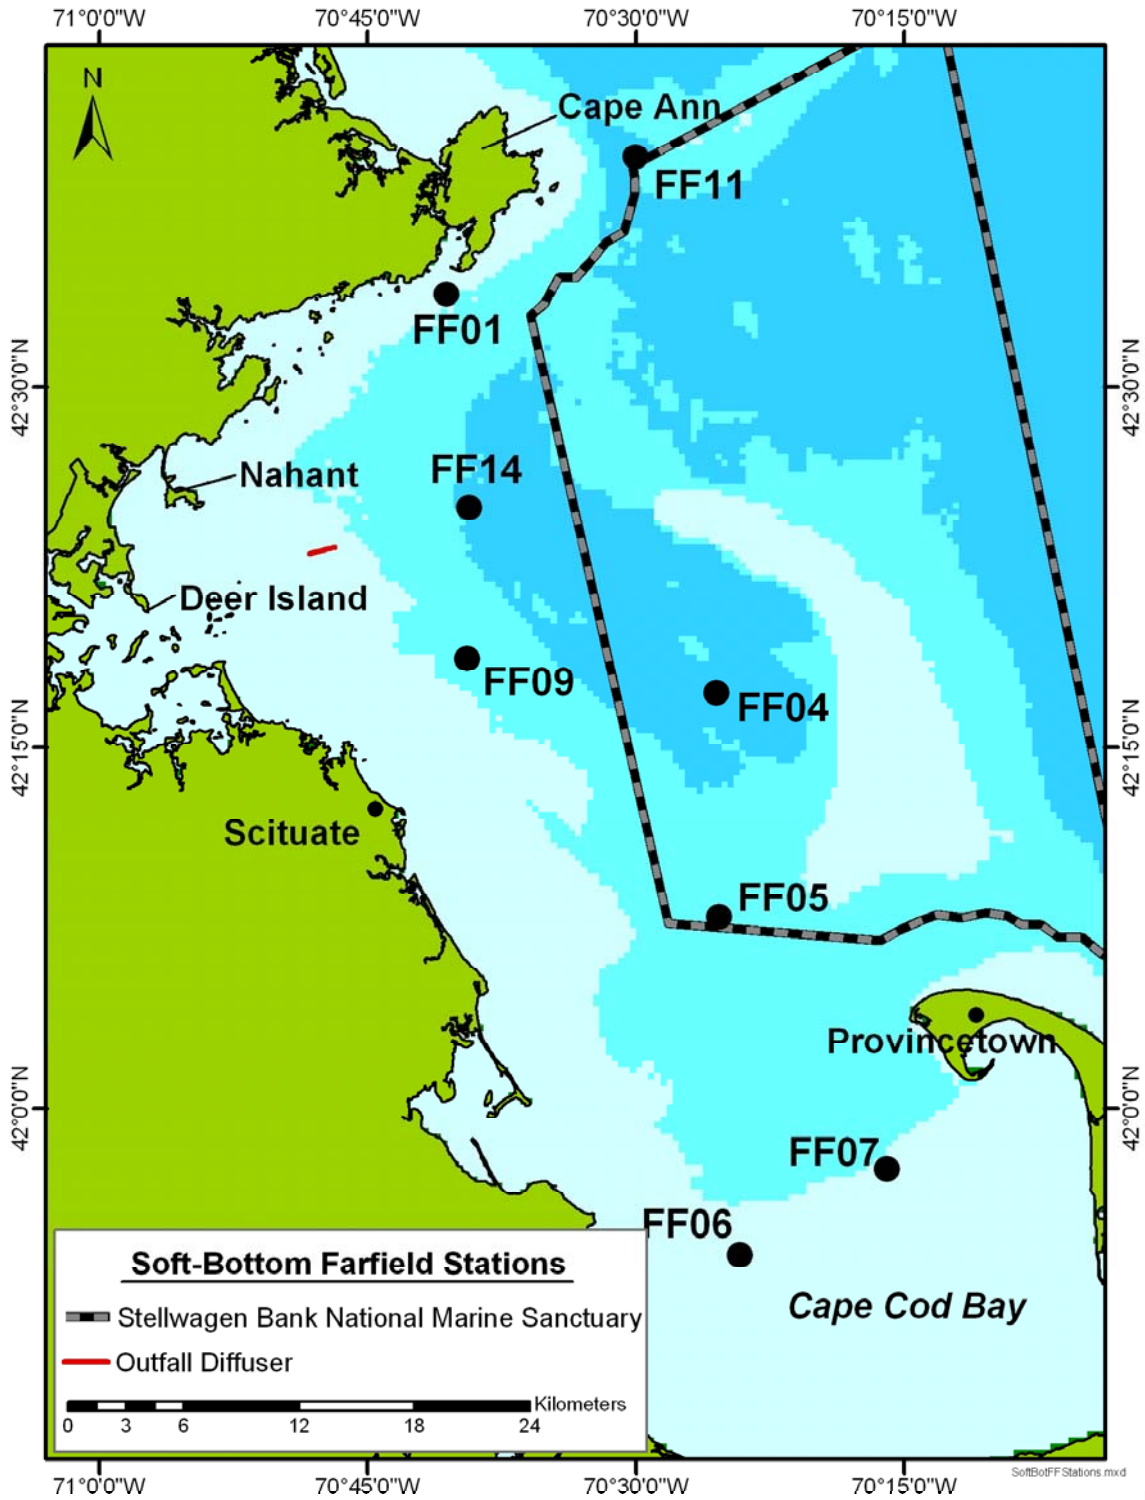 71°0'0"W 70°45'0"W 70°30'0"W 70°15'0"W
N
Cape Ann
FF11
FF01
42°30'0"N
42°30'0"N
FF14
Nahant
Deer Island
FF09
FF04
42°15'0"N
42°15'0"N
Scituate
FF05
Provincetown
42°0'0"N
42°0'0"N
FF07
FF06
Soft-Bottom Farfield Stations
Stellwagen Bank National Marine Sanctuary
Cape Cod Bay
Outfall Diffuser
Kilometers
0 3 6 12 18 24
SoftBotFFStations.mxd
71°0'0"W 70°45'0"W 70°30'0"W 70°15'0"W